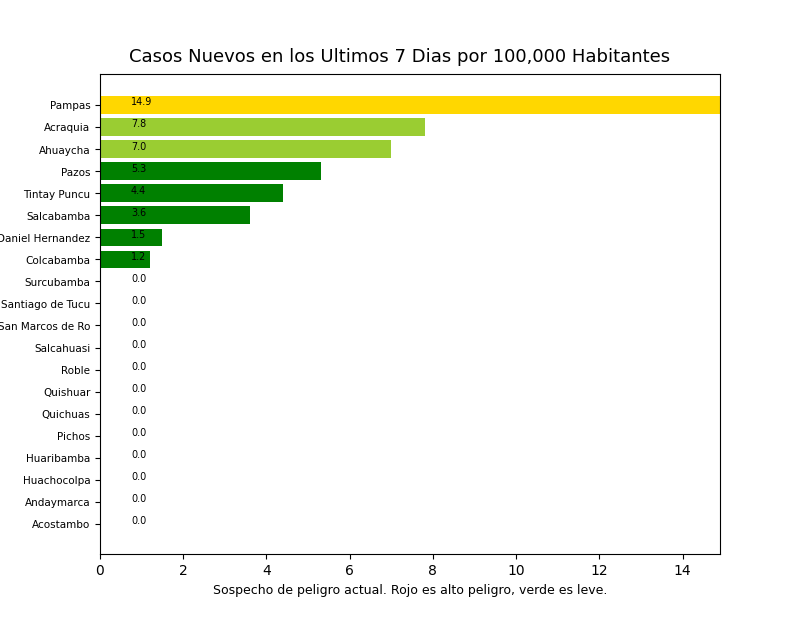 Casos Nuevos en los Ultimos 7 Dias por 100,000 Habitantes
Pampas 14.9
Acraquia 7.8
Ahuaycha 7.0
Pazos 5.3
Tintay Puncu 4.4
Salcabamba 3.6
Daniel Hernandez 1.5
Colcabamba 1.2
Surcubamba 0.0
Santiago de Tucu 0.0
San Marcos de Ro 0.0
Salcahuasi 0.0
Roble 0.0
Quishuar 0.0
Quichuas 0.0
Pichos 0.0
Huaribamba 0.0
Huachocolpa 0.0
Andaymarca 0.0
Acostambo 0.0
0 2 4 6 8 10 12 14
Sospecho de peligro actual. Rojo es alto peligro, verde es leve.